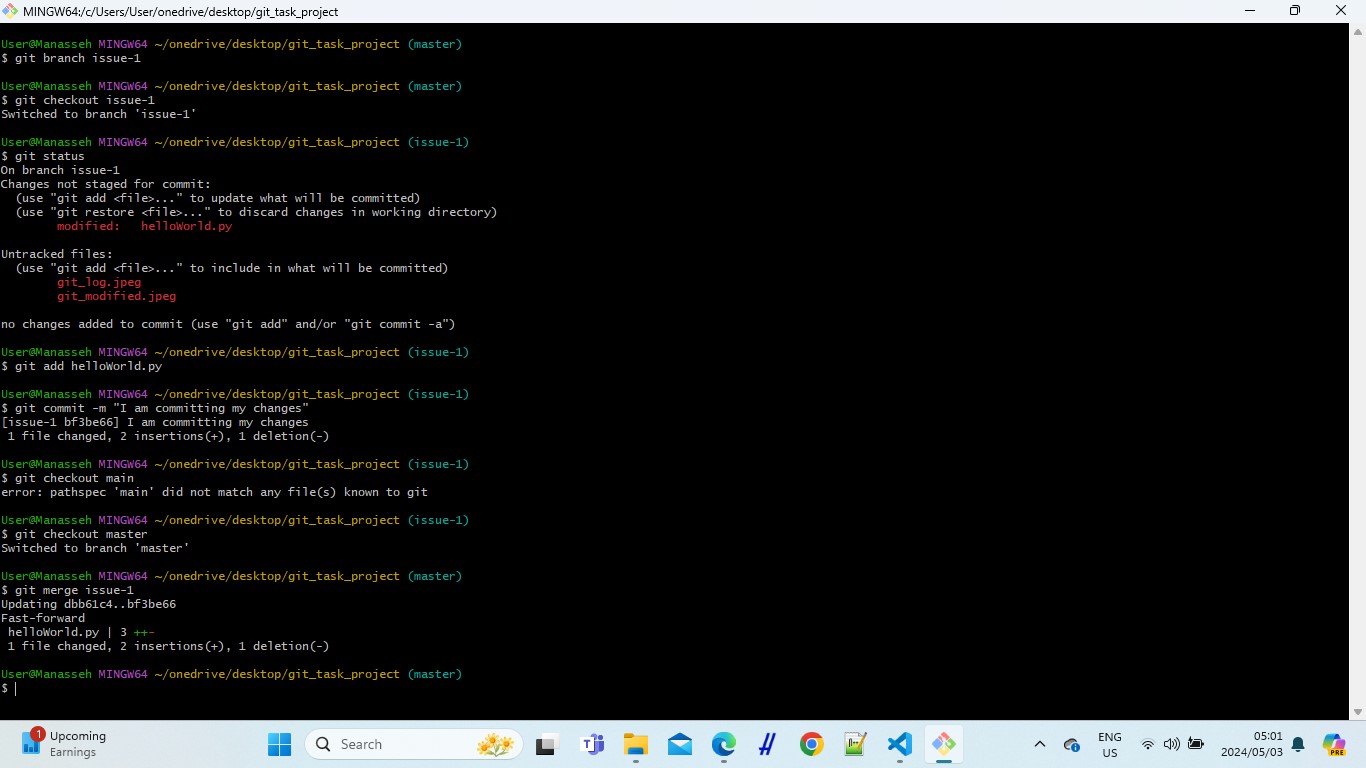 MINGW64:/c/Users/User/onedrive/desktop/git_task_project
User@Manasseh MINGW64 ~/onedrive/desktop/git_task_project (master)
$ git branch issue-1
User@Manasseh MINGW64 ~/onedrive/desktop/git_task_project (master)
$ git checkout issue-1
Switched to branch 'issue-1'
User@Manasseh MINGW64 ~/onedrive/desktop/git_task_project (issue-1)
$ git status
On branch issue-1
Changes not staged for commit:
  (use "git add <file>..." to update what will be committed)
  (use "git restore <file>..." to discard changes in working directory)
        modified:   helloWorld.py
Untracked files:
  (use "git add <file>..." to include in what will be committed)
        git_log.jpeg
        git_modified.jpeg
no changes added to commit (use "git add" and/or "git commit -a")
User@Manasseh MINGW64 ~/onedrive/desktop/git_task_project (issue-1)
$ git add helloWorld.py
User@Manasseh MINGW64 ~/onedrive/desktop/git_task_project (issue-1)
$ git commit -m "I am committing my changes"
[issue-1 bf3be66] I am committing my changes
 1 file changed, 2 insertions(+), 1 deletion(-)
User@Manasseh MINGW64 ~/onedrive/desktop/git_task_project (issue-1)
$ git checkout main
error: pathspec 'main' did not match any file(s) known to git
User@Manasseh MINGW64 ~/onedrive/desktop/git_task_project (issue-1)
$ git checkout master
Switched to branch 'master'
User@Manasseh MINGW64 ~/onedrive/desktop/git_task_project (master)
$ git merge issue-1
Updating dbb61c4..bf3be66
Fast-forward
 helloWorld.py | 3 ++-
 1 file changed, 2 insertions(+), 1 deletion(-)
User@Manasseh MINGW64 ~/onedrive/desktop/git_task_project (master)
$
1
Upcoming
Earnings
Search
ENG
US
05:01
2024/05/03
PRE